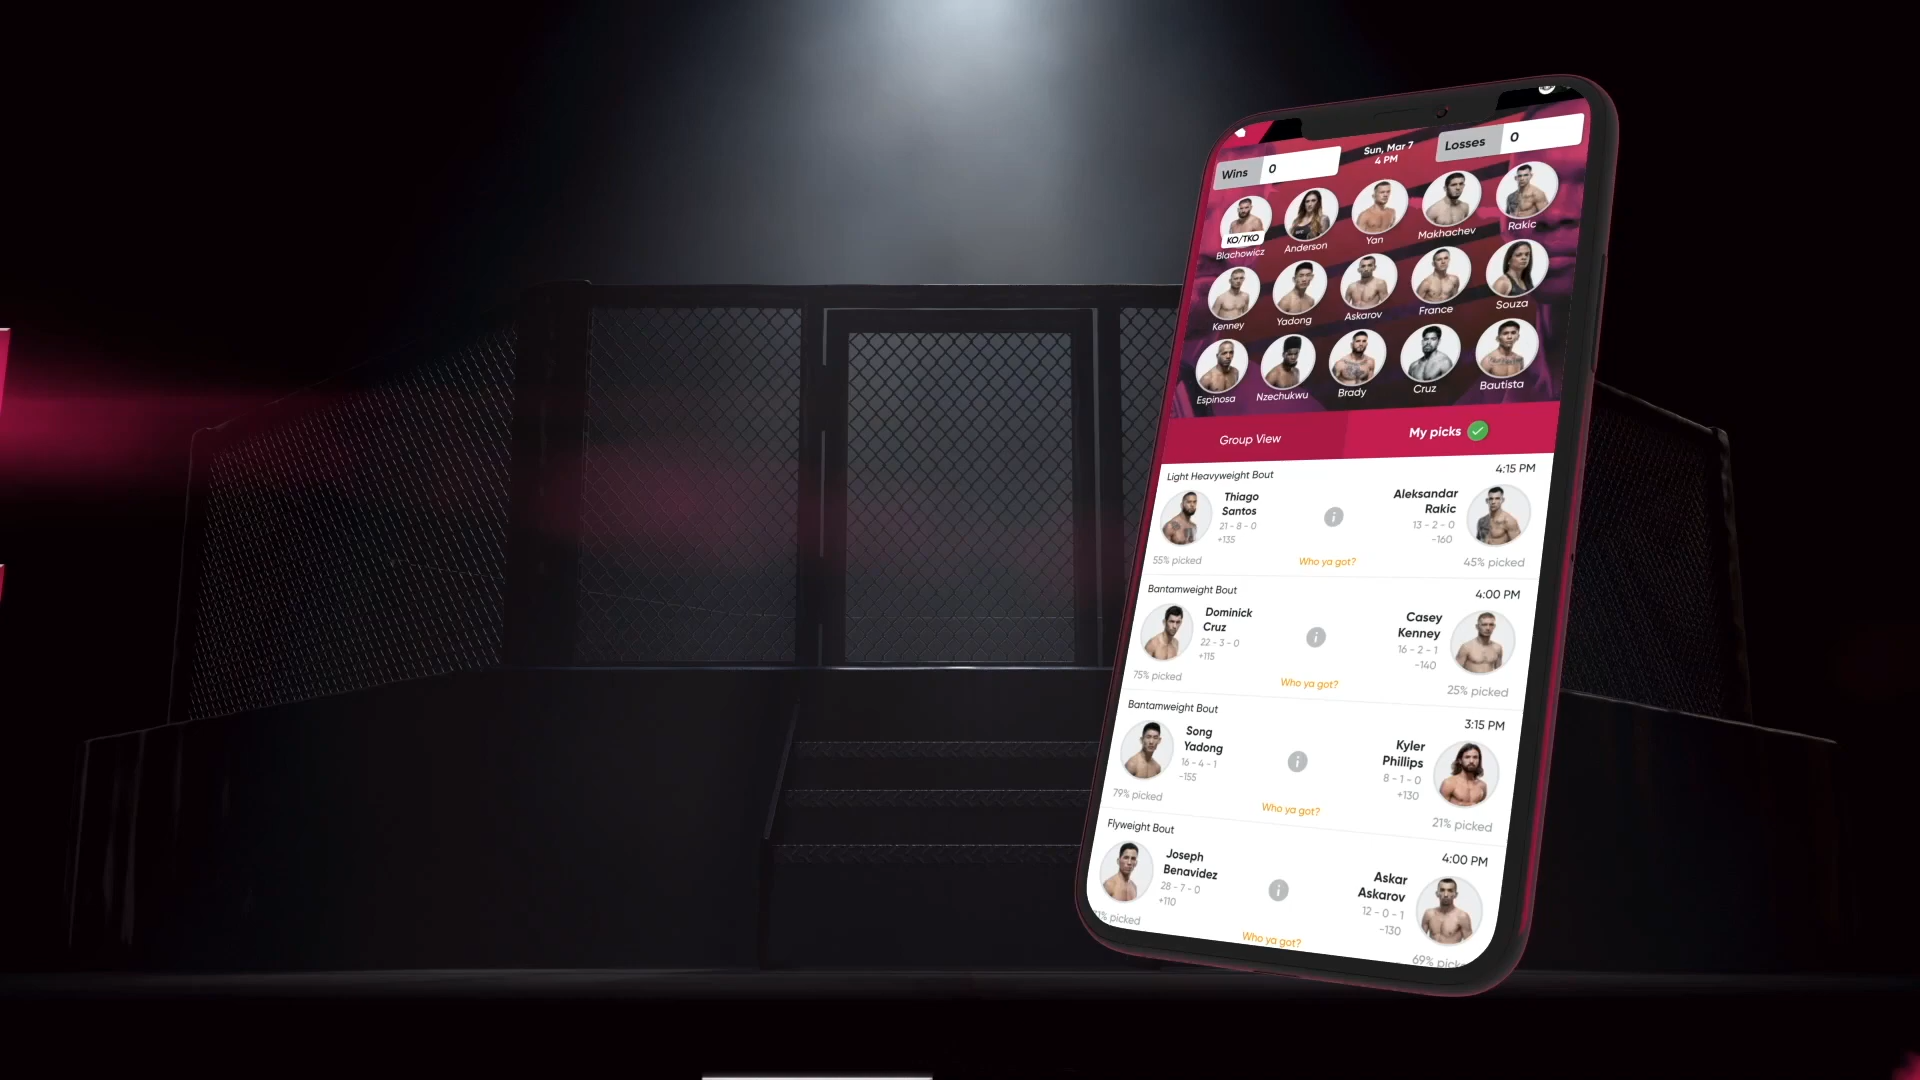 Wins 0
Sun, Mar 7
4 PM
Losses 0
KO/TKO
Blachowicz Anderson Yan Makhachev Rakic
Kenney Yadong Askarov France Souza
Espinosa Nzechukwu Brady Cruz Bautista
Group View My picks
Light Heavyweight Bout 4:15 PM
Thiago Aleksandar
Santos Rakic
21 - 8 - 0 13 - 2 - 0
+135 -160
55% picked Who ya got? 45% picked
Bantamweight Bout 4:00 PM
Dominick Casey
Cruz Kenney
22 - 3 - 0 16 - 2 - 1
+115 -140
75% picked Who ya got? 25% picked
Bantamweight Bout 3:15 PM
Song Kyler
Yadong Phillips
16 - 4 - 1 8 - 1 - 0
-155 +130
79% picked Who ya got? 21% picked
Flyweight Bout 4:00 PM
Joseph Askar
Benavidez Askarov
28 - 7 - 0 12 - 0 - 1
+110 -130
picked Who ya got? 69%